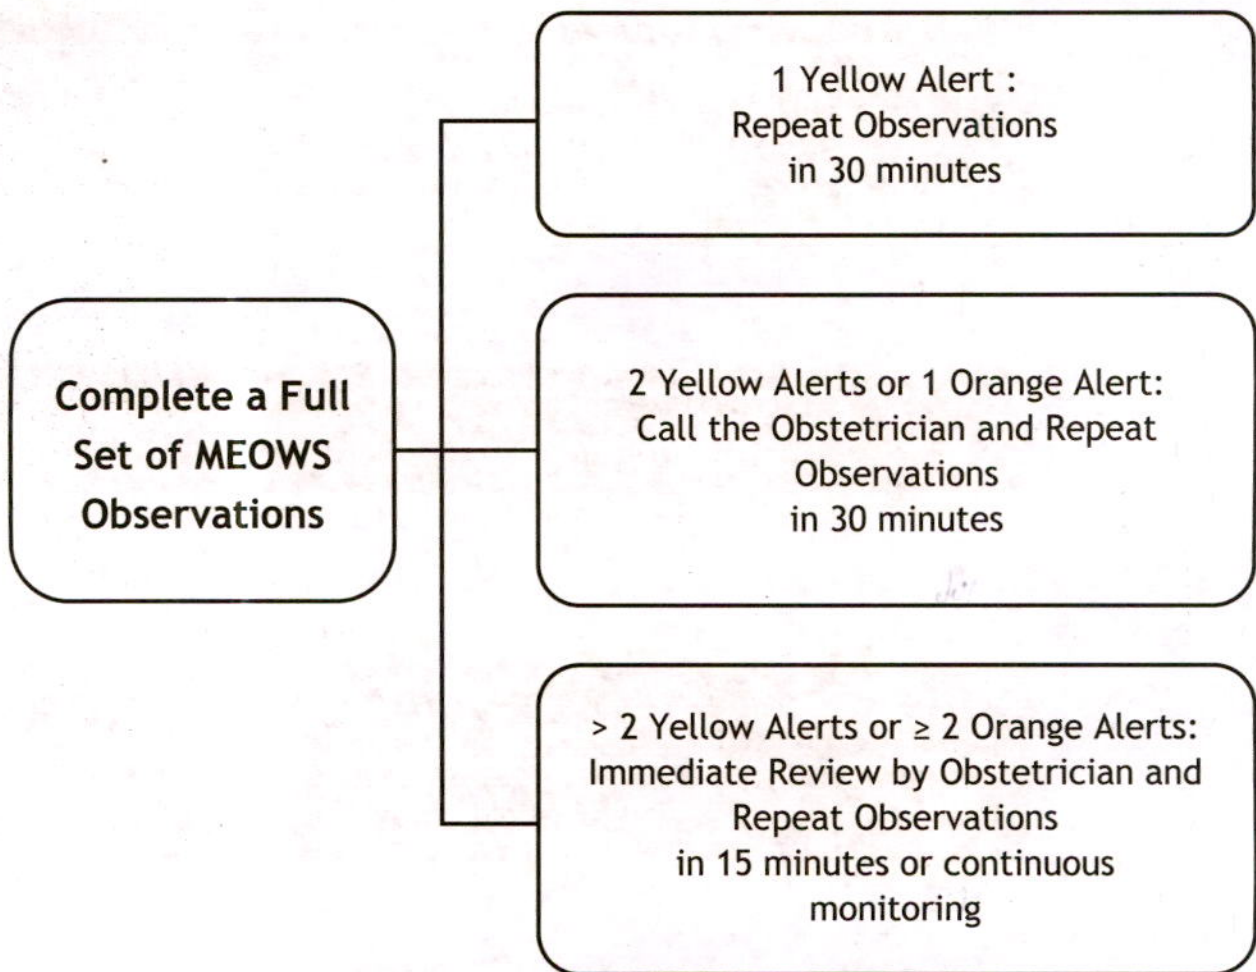 Complete a Full
Set of MEOWS
Observations
1 Yellow Alert :
Repeat Observations
in 30 minutes
2 Yellow Alerts or 1 Orange Alert:
Call the Obstetrician and Repeat
Observations
in 30 minutes
> 2 Yellow Alerts or ≥ 2 Orange Alerts:
Immediate Review by Obstetrician and
Repeat Observations
in 15 minutes or continuous
monitoring